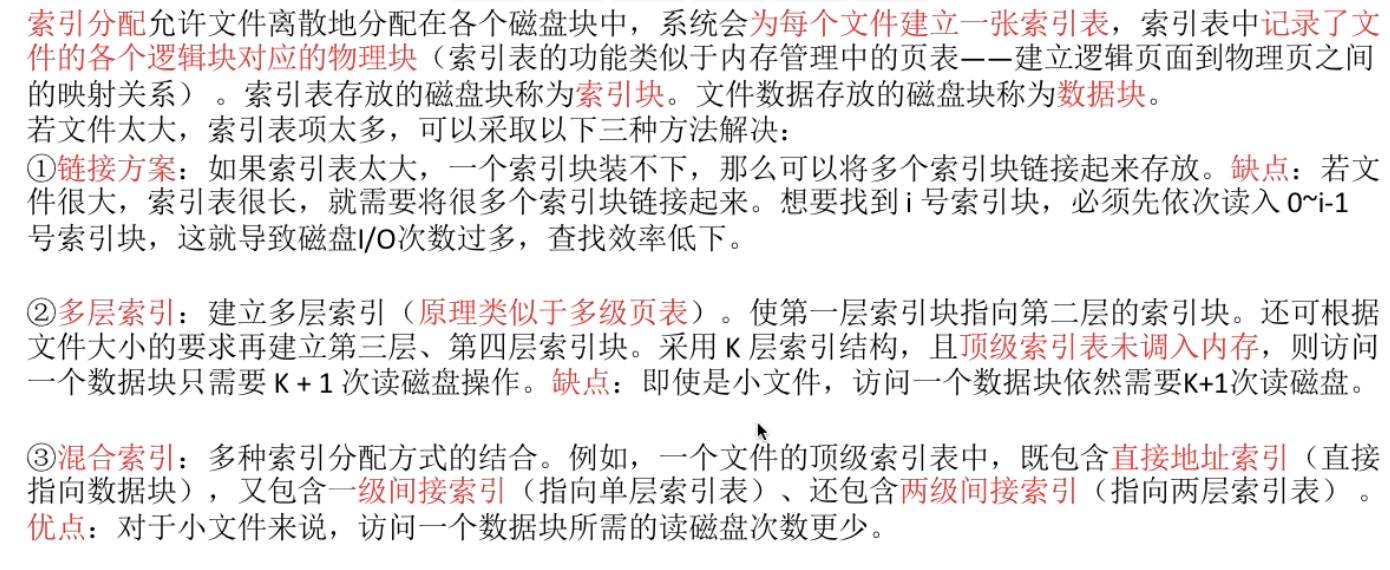 索引分配允许文件离散地分配在各个磁盘块中，系统会为每个文件建立一张索引表，索引表中记录了文
件的各个逻辑块对应的物理块（索引表的功能类似于内存管理中的页表——建立逻辑页面到物理页之间
的映射关系）。索引表存放的磁盘块称为索引块。文件数据存放的磁盘块称为数据块。
若文件太大，索引表项太多，可以采取以下三种方法解决：
①链接方案：如果索引表太大，一个索引块装不下，那么可以将多个索引块链接起来存放。缺点：若文
件很大，索引表很长，就需要将很多个索引块链接起来。想要找到 i 号索引块，必须先依次读入 0~i-1
号索引块，这就导致磁盘I/O次数过多，查找效率低下。
②多层索引：建立多层索引（原理类似于多级页表）。使第一层索引块指向第二层的索引块。还可根据
文件大小的要求再建立第三层、第四层索引块。采用 K 层索引结构，且顶级索引表未调入内存，则访问
一个数据块只需要 K + 1 次读磁盘操作。缺点：即使是小文件，访问一个数据块依然需要K+1次读磁盘。
③混合索引：多种索引分配方式的结合。例如，一个文件的顶级索引表中，既包含直接地址索引（直接
指向数据块），又包含一级间接索引（指向单层索引表）、还包含两级间接索引（指向两层索引表）。
优点：对于小文件来说，访问一个数据块所需的读磁盘次数更少。